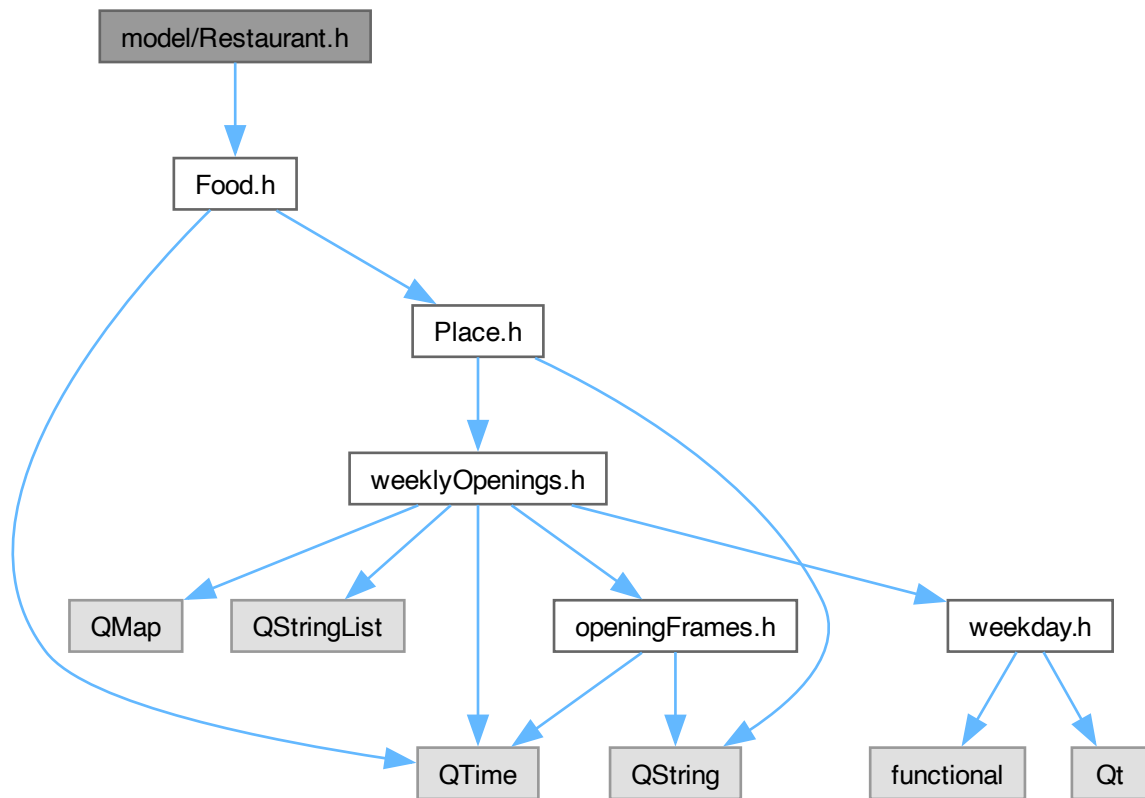 model/Restaurant.h
Food.h
Place.h
weeklyOpenings.h
QMap
QStringList
openingFrames.h
weekday.h
QTime
QString
functional
Qt